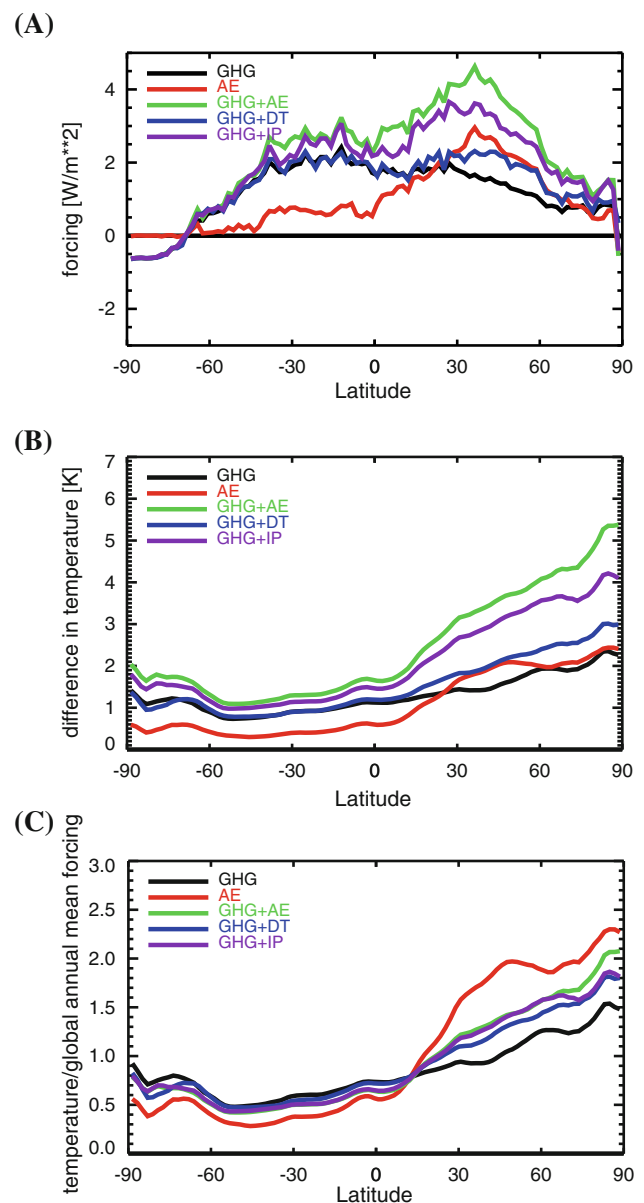 (A)
forcing [W/m**2]
4
2
0
-2
GHG
AE
GHG+AE
GHG+DT
GHG+IP
-90 -60 -30 0 30 60 90
Latitude
(B)
difference in temperature [K]
7
6
5
4
3
2
1
0
GHG
AE
GHG+AE
GHG+DT
GHG+IP
-90 -60 -30 0 30 60 90
Latitude
(C)
temperature/global annual mean forcing
3.0
2.5
2.0
1.5
1.0
0.5
0.0
GHG
AE
GHG+AE
GHG+DT
GHG+IP
-90 -60 -30 0 30 60 90
Latitude